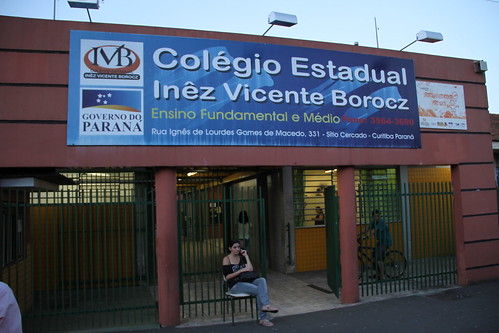 IVB
INÊZ VICENTE BOROCZ
GOVERNO DO
PARANÁ
Colégio Estadual
Inêz Vicente Borocz
Ensino Fundamental e Médio
Rua Ignês de Lourdes Gomes de Macedo, 331 - Sítio Cercado - Curitiba Paraná